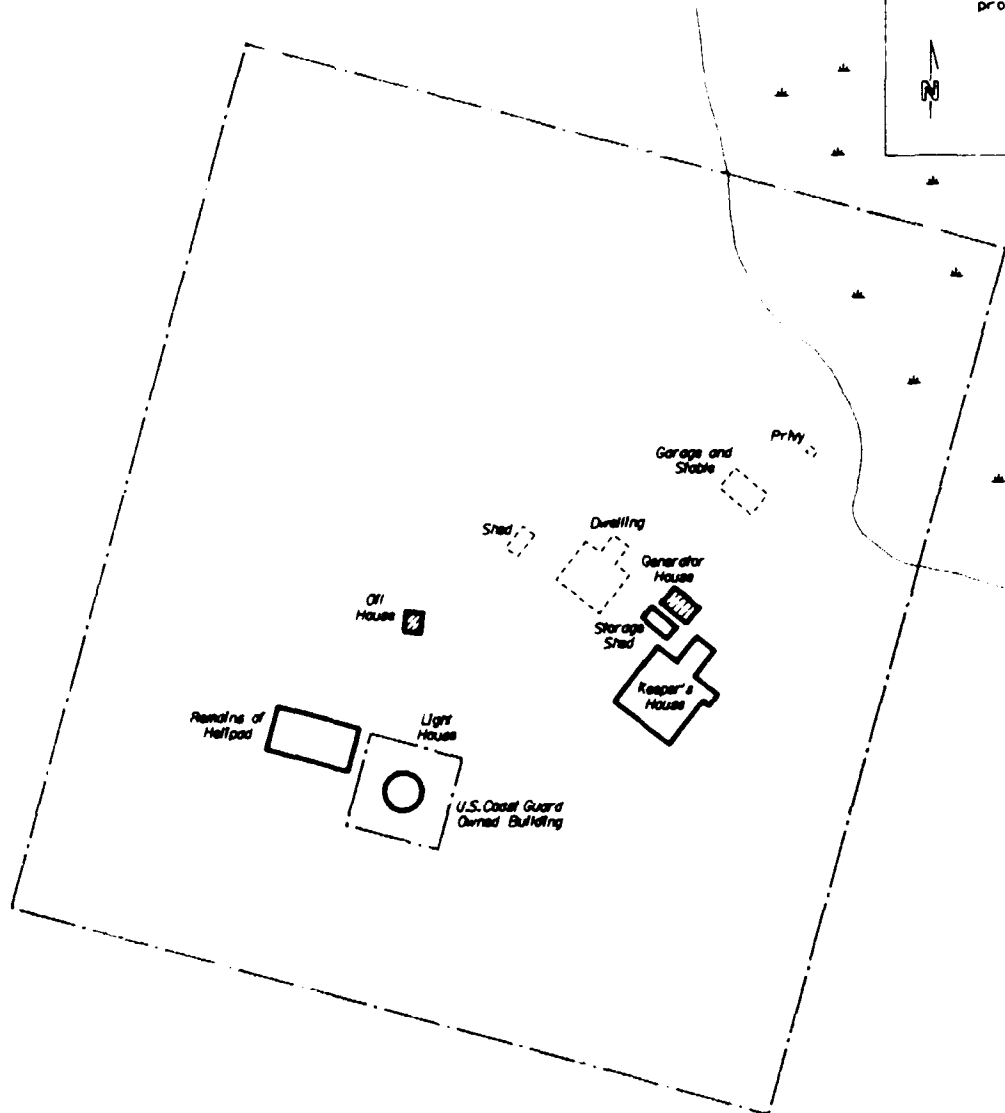 pro
N
Privy
Garage and
Stable
Shed
Dwelling
Generator
House
Oil
House
Storage
Shed
Keeper's
House
Remains of
Helipad
Light
House
U.S. Coast Guard
Owned Building